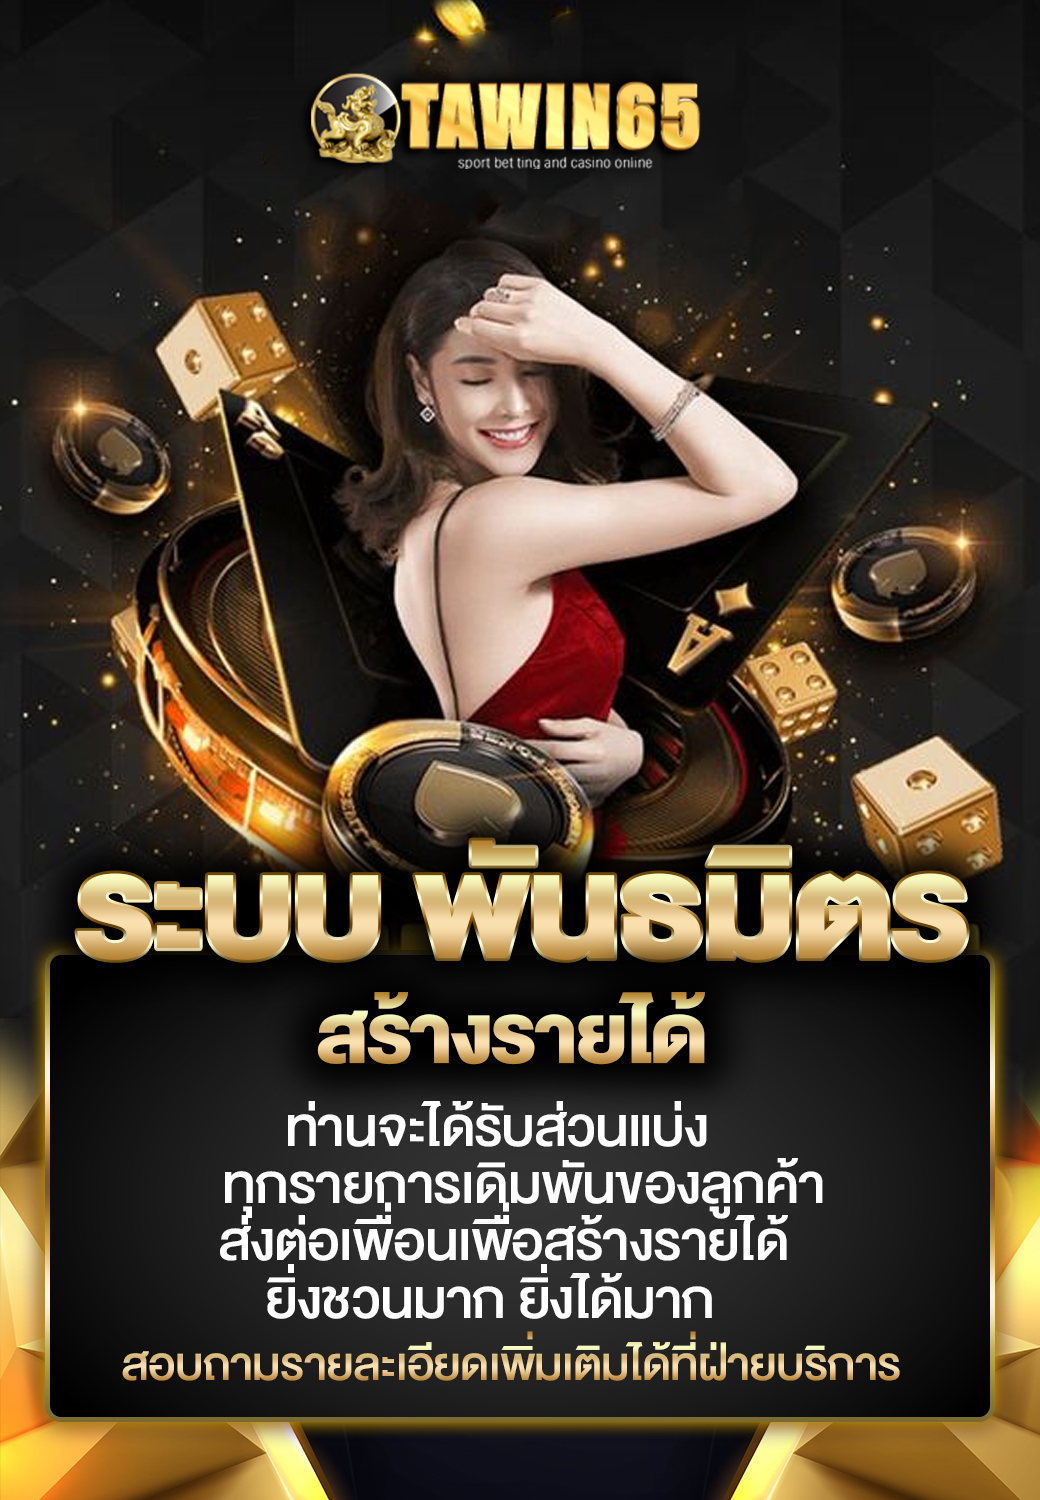 TAWIN65
sport bet ting and casino online
ระบบ พันธมิตร
สร้างรายได้
ท่านจะได้รับส่วนแบ่ง
ทุกรายการเดิมพันของลูกค้า
ส่งต่อเพื่อนเพื่อสร้างรายได้
ยิ่งชวนมาก ยิ่งได้มาก
สอบถามรายละเอียดเพิ่มเติมได้ที่ฝ่ายบริการ